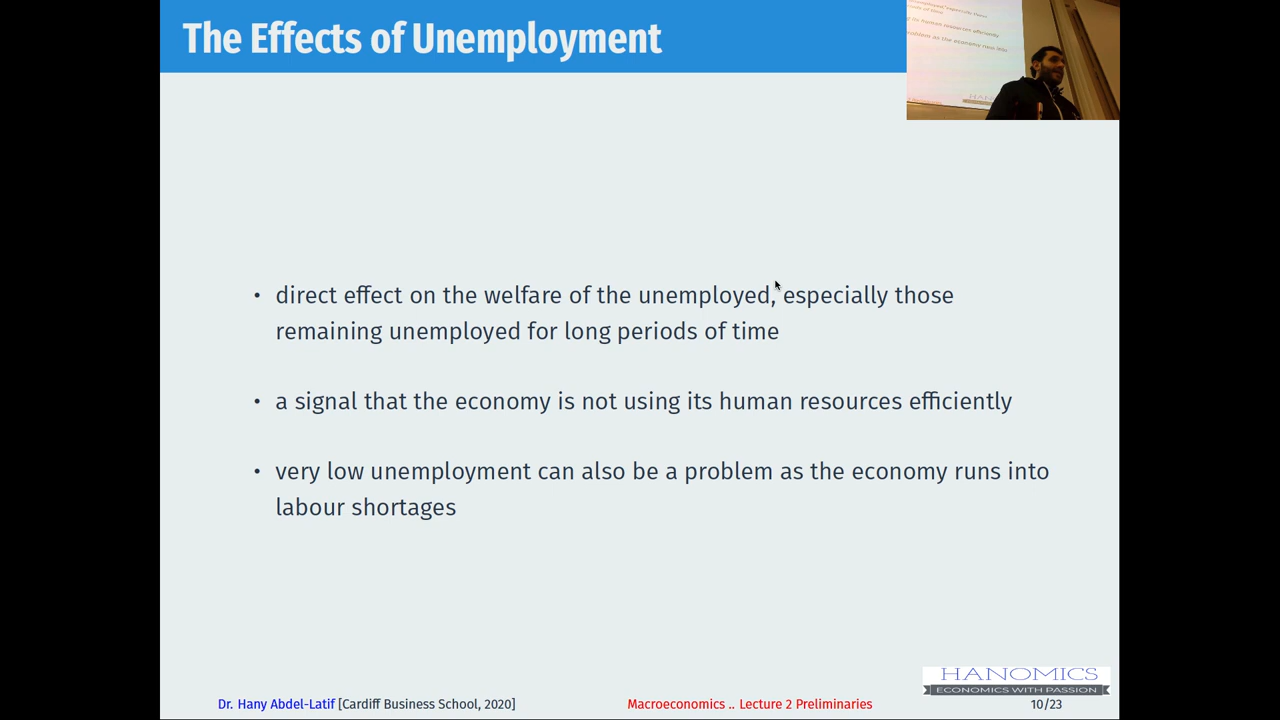 The Effects of Unemployment
• direct effect on the welfare of the unemployed, especially those
remaining unemployed for long periods of time
• a signal that the economy is not using its human resources efficiently
• very low unemployment can also be a problem as the economy runs into
labour shortages
HANOMICS
ECONOMICS WITH PASSION
Dr. Hany Abdel-Latif [Cardiff Business School, 2020] Macroeconomics .. Lecture 2 Preliminaries 10/23